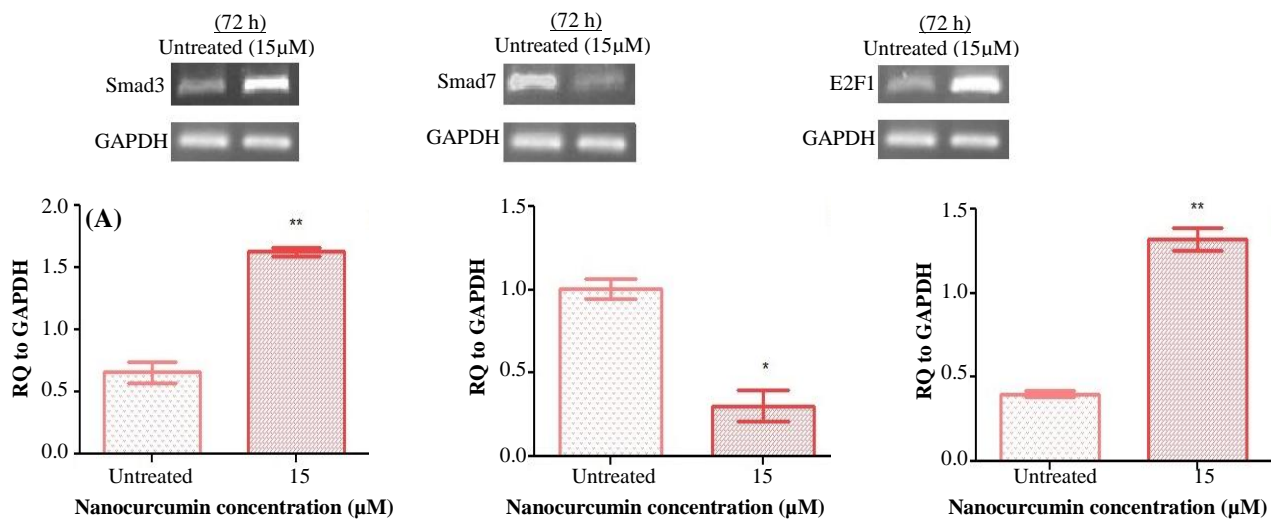 (72 h)
Untreated (15µM)
Smad3
GAPDH
(72 h)
Untreated (15µM)
Smad7
GAPDH
(72 h)
Untreated (15µM)
E2F1
GAPDH
(A)
RQ to GAPDH
2.0
1.5
1.0
0.5
0.0
**
Untreated
15
Nanocurcumin concentration (µM)
RQ to GAPDH
1.5
1.0
0.5
0.0
*
Untreated
15
Nanocurcumin concentration (µM)
RQ to GAPDH
1.5
1.0
0.5
0.0
**
Untreated
15
Nanocurcumin concentration (µM)